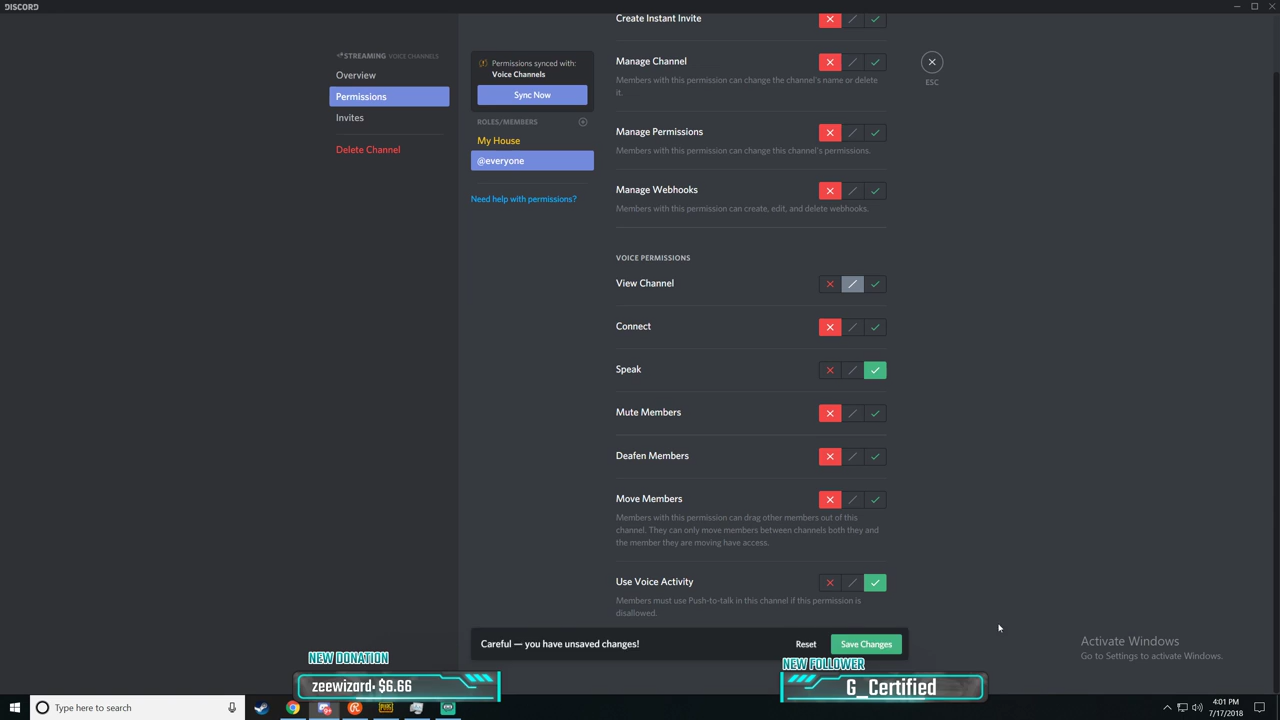 DISCORD
STREAMING VOICE CHANNELS
Overview
Permissions
Invites
Delete Channel
Permissions synced with:
Voice Channels
Sync Now
ROLES/MEMBERS
My House
@everyone
Need help with permissions?
Create Instant Invite
Manage Channel
Members with this permission can change the channel's name or delete
it.
Manage Permissions
Members with this permission can change this channel's permissions.
Manage Webhooks
Members with this permission can create, edit, and delete webhooks.
VOICE PERMISSIONS
View Channel
Connect
Speak
Mute Members
Deafen Members
Move Members
Members with this permission can drag other members out of this
channel. They can only move members between channels both they and
the member they are moving have access.
Use Voice Activity
Members must use Push-to-talk in this channel if this permission is
disallowed.
ESC
Careful — you have unsaved changes!
Reset
Save Changes
Activate Windows
Go to Settings to activate Windows.
NEW DONATION
zeewizard: $6.66
NEW FOLLOWER
G_Certified
Type here to search
4:01 PM
7/17/2018